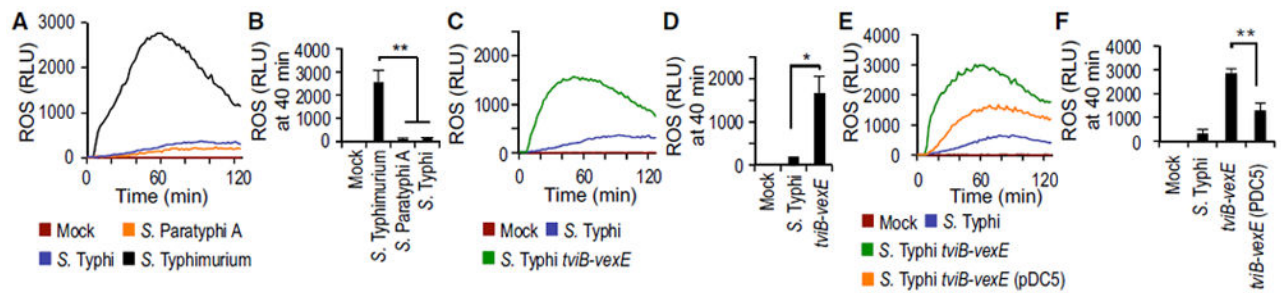 A
ROS (RLU)
3000
2000
1000
0
0 60 120
Time (min)
Mock
S. Paratyphi A
S. Typhi
S. Typhimurium
B
ROS (RLU)
at 40 min
4000
3000
2000
1000
0
**
Mock
S. Typhimurium
S. Paratyphi A
S. Typhi
C
ROS (RLU)
2000
1000
0
0 60 120
Time (min)
Mock
S. Typhi
S. Typhi tviB-vexE
D
ROS (RLU)
at 40 min
2000
1000
0
*
Mock
S. Typhi
tviB-vexE
E
ROS (RLU)
4000
3000
2000
1000
0
0 60 120
Time (min)
Mock
S. Typhi
S. Typhi tviB-vexE
S. Typhi tviB-vexE (pDC5)
F
ROS (RLU)
at 40 min
4000
3000
2000
1000
0
**
Mock
S. Typhi
tviB-vexE
tviB-vexE (PDC5)